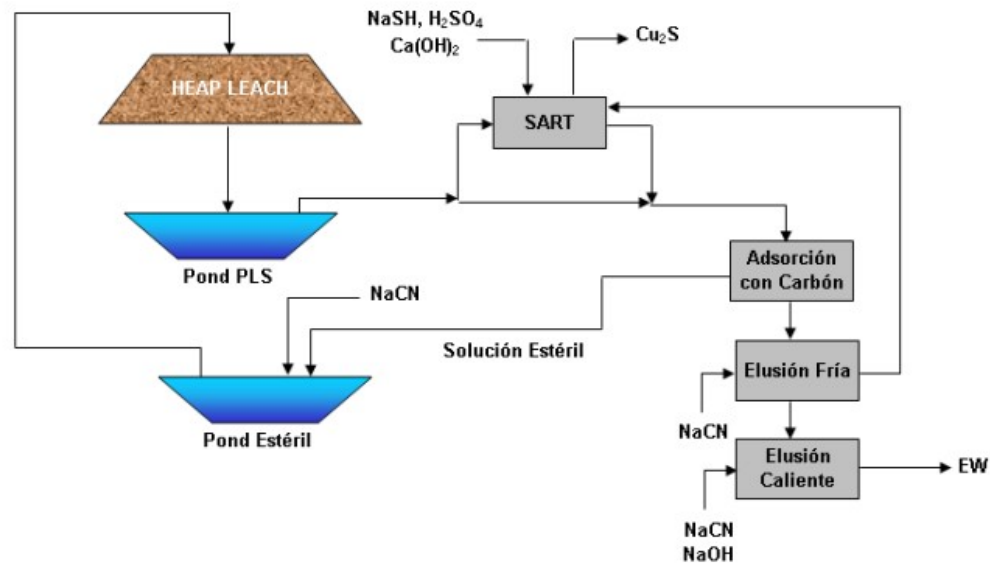 NaSH, H₂SO₄
Ca(OH)₂
Cu₂S
HEAP LEACH
SART
Pond PLS
Adsorción
con Carbón
NaCN
Solución Estéril
Elusión Fría
Pond Estéril
NaCN
Elusión
Caliente
EW
NaCN
NaOH